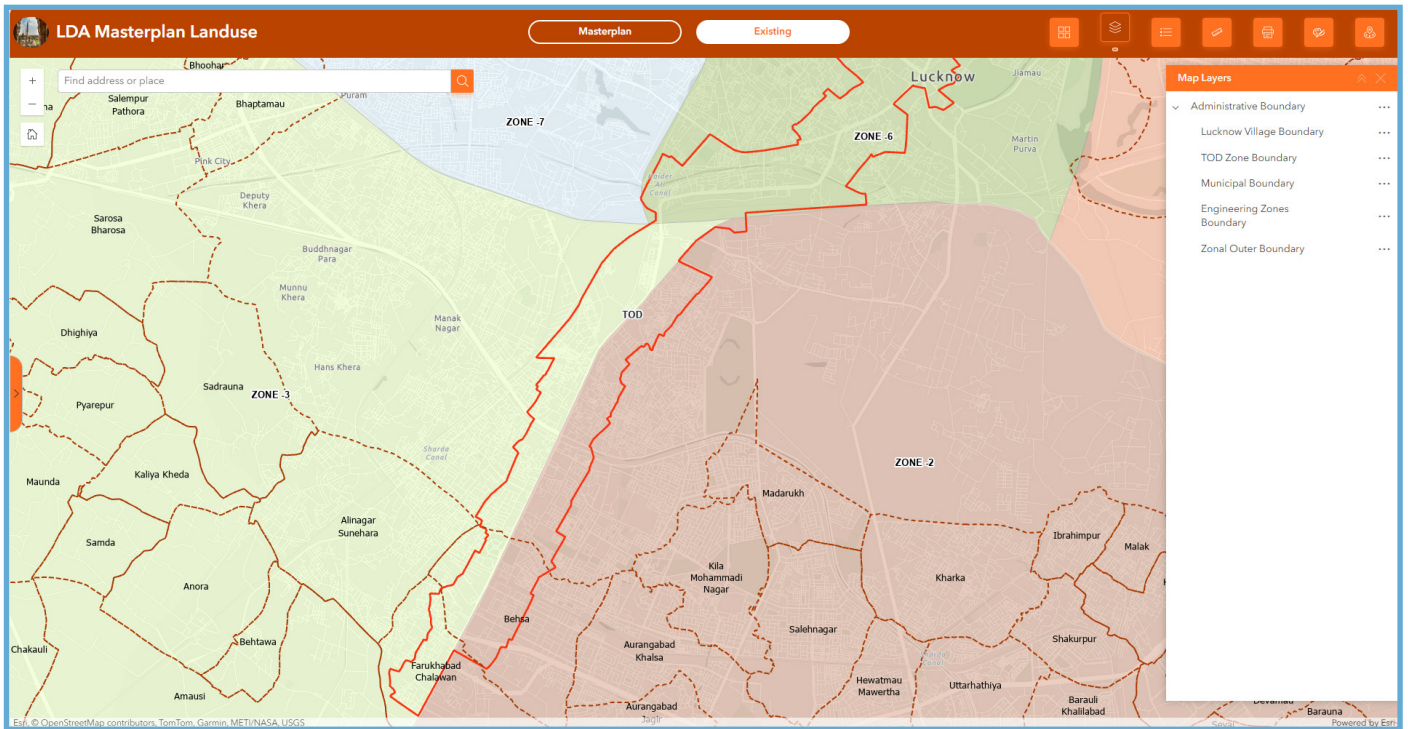 LDA Masterplan Landuse
Masterplan
Existing
Find address or place
Map Layers
Administrative Boundary
Lucknow Village Boundary
TOD Zone Boundary
Municipal Boundary
Engineering Zones
Boundary
Zonal Outer Boundary
Bhoohar
Salempur
Pathora
Bhaptamau
Puram
ZONE -7
Lucknow
Jiamau
ZONE -6
Martin
Purva
Pink City
Haider
Ali
Canal
Deputy
Khera
Sarosa
Bharosa
Buddhnagar
Para
Munnu
Khera
Manak
Nagar
TOD
Dhighiya
Hans Khera
Sadrauna
ZONE -3
Pyarepur
Sharda
Canal
ZONE -2
Kaliya Kheda
Maunda
Madarukh
Alinagar
Sunehara
Ibrahimpur
Malak
Samda
Kila
Mohammadi
Nagar
Kharka
Anora
Behsa
Salehnagar
Shakurpur
Behtawa
Chakauli
Aurangabad
Khalsa
Farukhabad
Chalawan
Hewatmau
Mawertha
Uttarhathiya
Amausi
Aurangabad
Jagir
Barauli
Khalilabad
Barauna
Esri, © OpenStreetMap contributors, TomTom, Garmin, METI/NASA, USGS
Powered by Esri